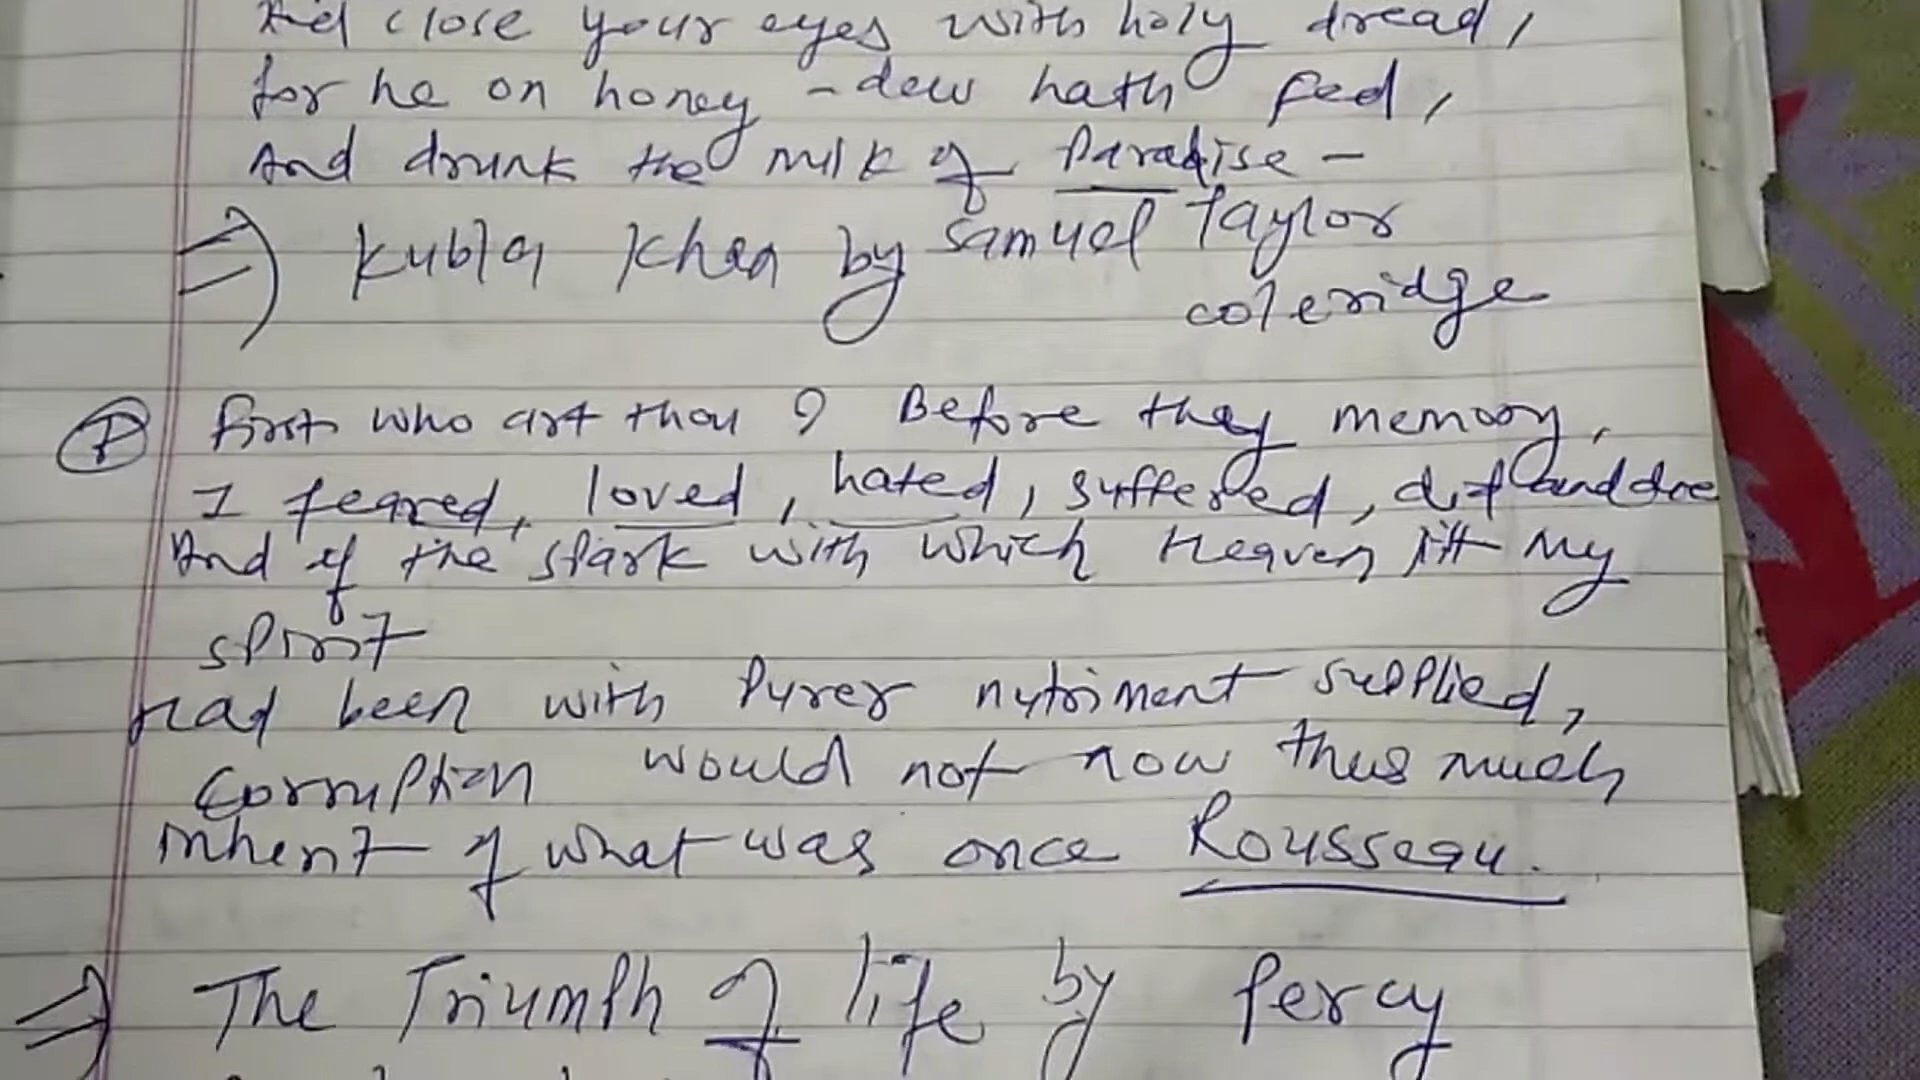 And close your eyes with holy dread,
for he on honey-dew hath fed,
And drunk the milk of Paradise -
⇒ Kubla Khan by Samuel Taylor
coleridge
P First who art thou? Before they memory,
I feared, loved, hated, suffered, did and doe
And if the spark with which Heaven lit my
spirit
had been with Purer nutriment supplied,
Corruption would not now thus much
inherit of what was once Rousseau.
⇒ The Triumph of life by Percy